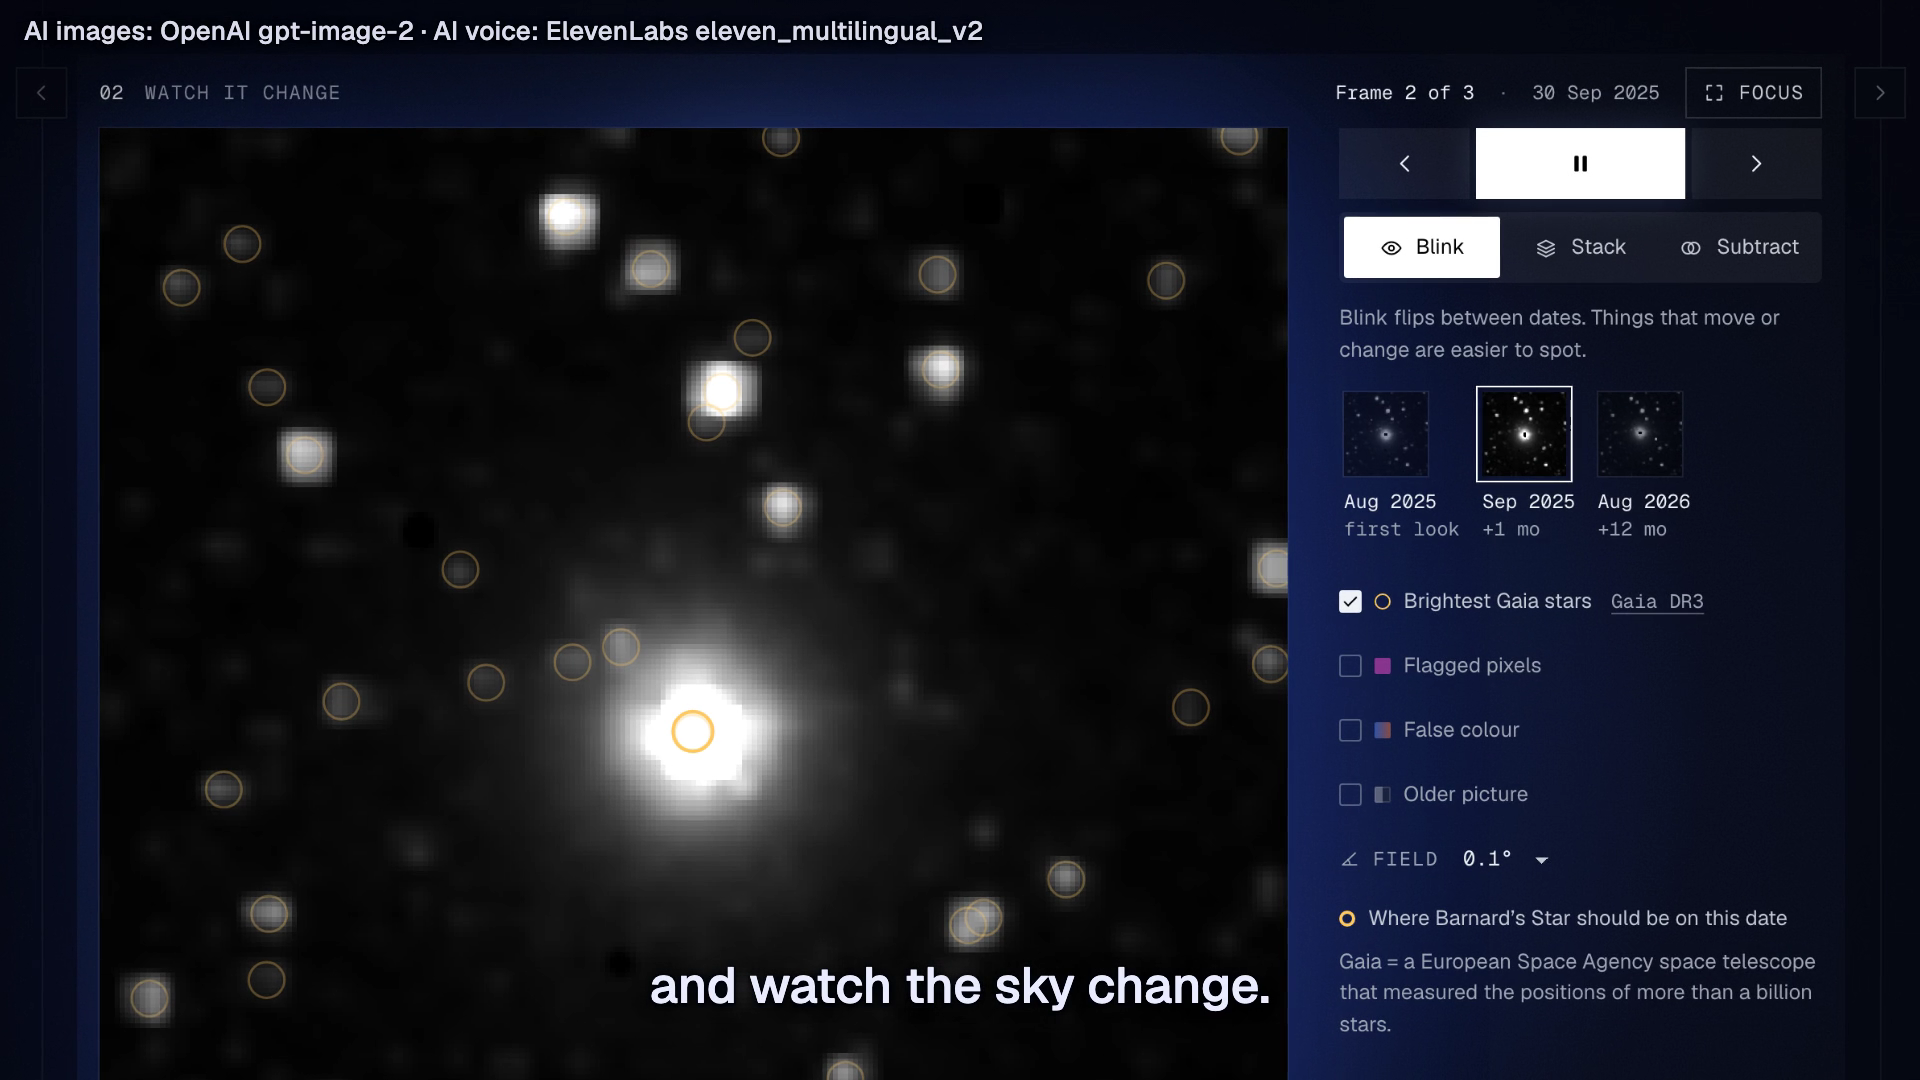 AI images: OpenAI gpt-image-2 · AI voice: ElevenLabs eleven_multilingual_v2
02 WATCH IT CHANGE
Frame 2 of 3 · 30 Sep 2025
FOCUS
Blink
Stack
Subtract
Blink flips between dates. Things that move or
change are easier to spot.
Aug 2025
first look
Sep 2025
+1 mo
Aug 2026
+12 mo
Brightest Gaia stars Gaia DR3
Flagged pixels
False colour
Older picture
FIELD 0.1°
Where Barnard’s Star should be on this date
Gaia = a European Space Agency space telescope
that measured the positions of more than a billion
stars.
and watch the sky change.